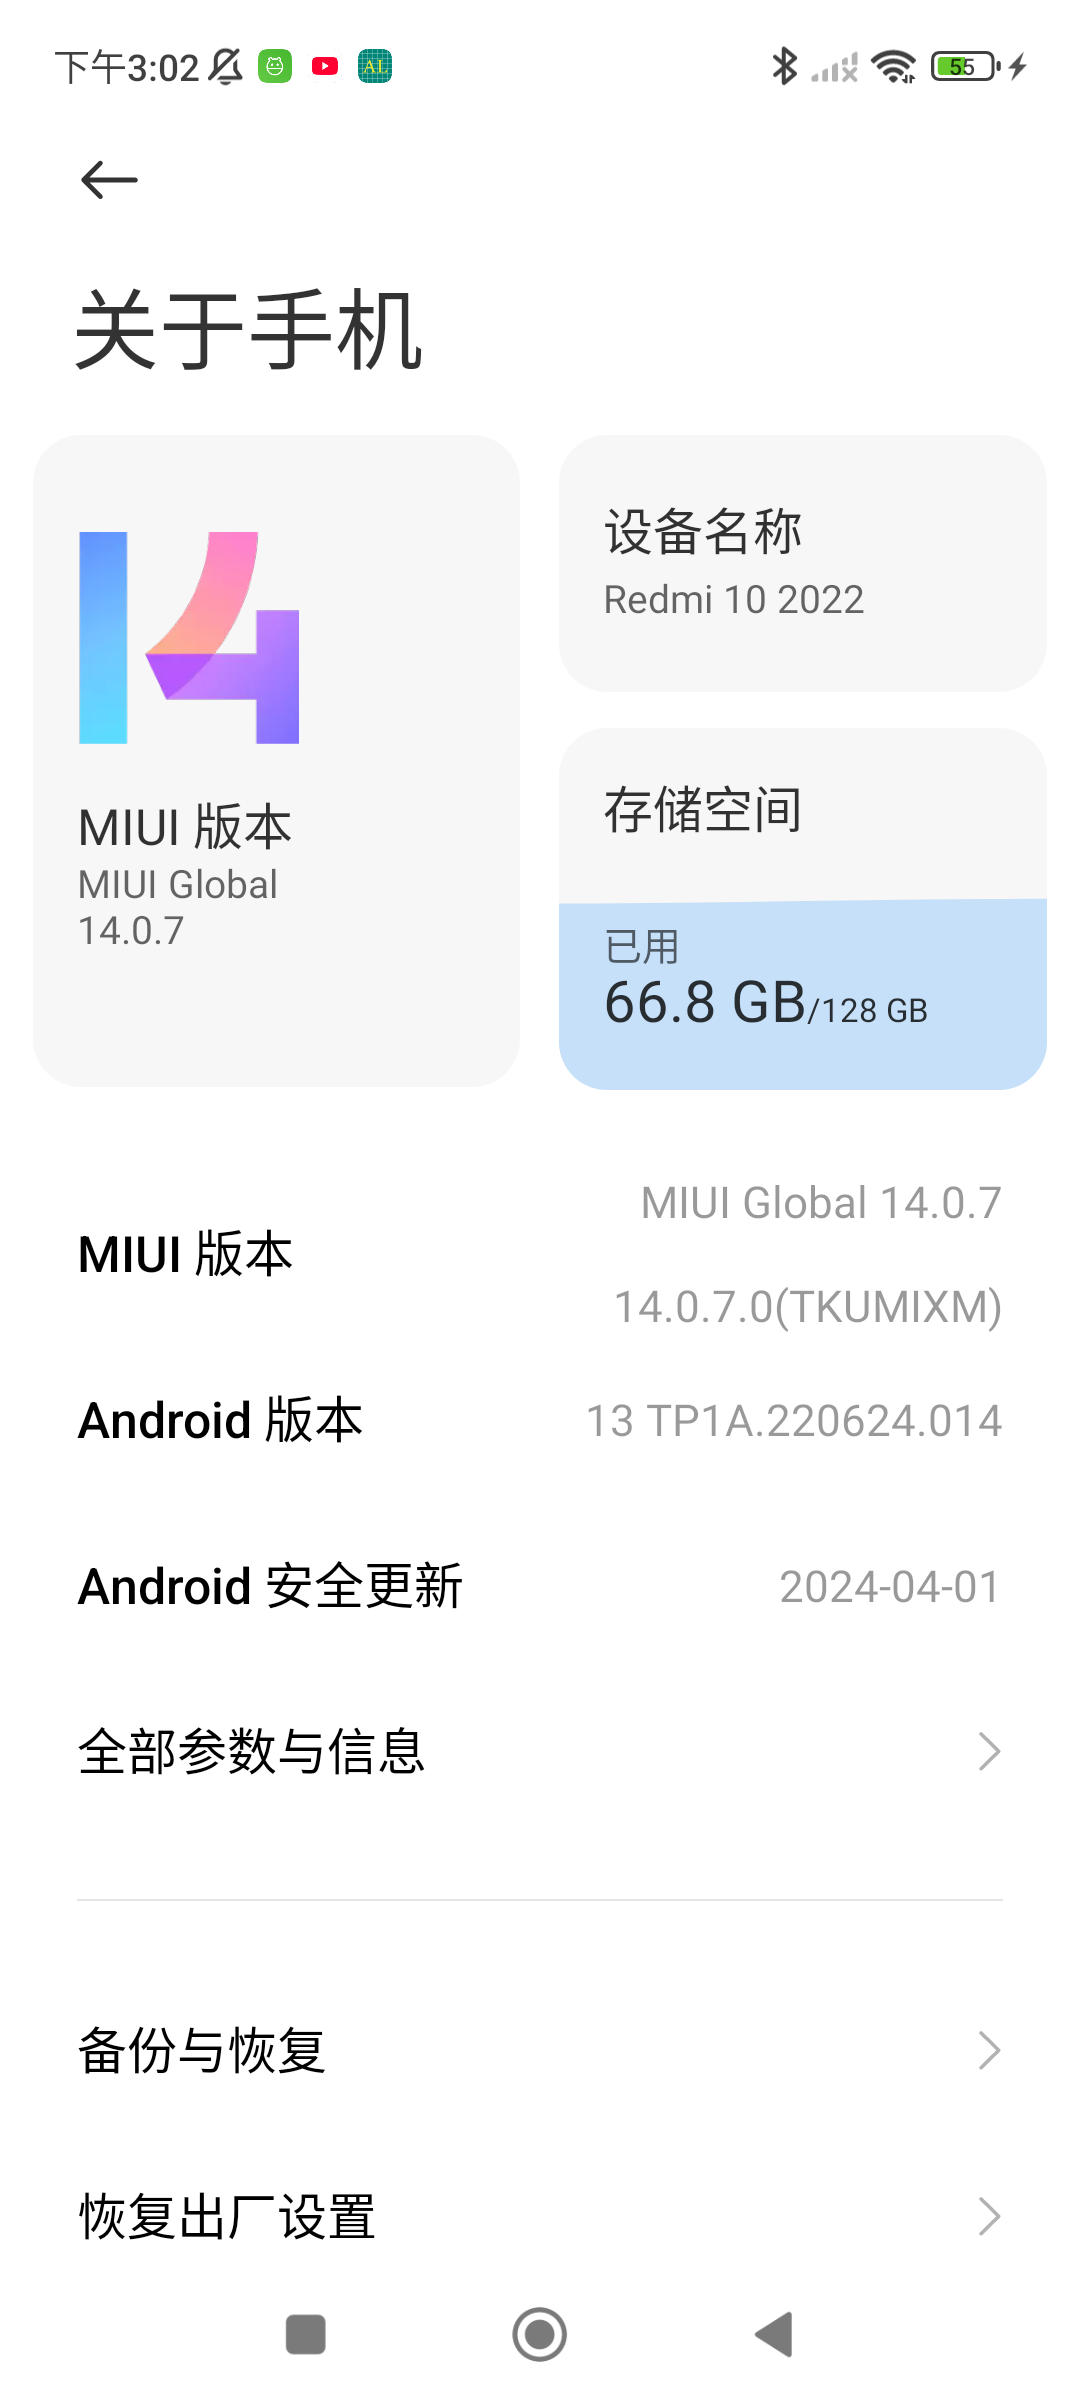 下午3:02 AL 55
关于手机
14
MIUI 版本
MIUI Global
14.0.7
设备名称
Redmi 10 2022
存储空间
已用
66.8 GB/128 GB
MIUI 版本
MIUI Global 14.0.7
14.0.7.0(TKUMIXM)
Android 版本 13 TP1A.220624.014
Android 安全更新 2024-04-01
全部参数与信息
备份与恢复
恢复出厂设置